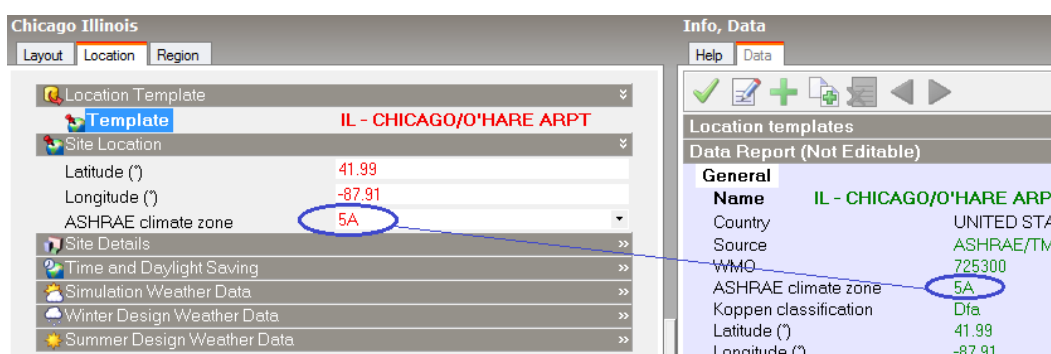 Chicago Illinois
Layout Location Region
Location Template
Template IL - CHICAGO/O'HARE ARPT
Site Location
Latitude (°) 41.99
Longitude (°) -87.91
ASHRAE climate zone 5A
Site Details
Time and Daylight Saving
Simulation Weather Data
Winter Design Weather Data
Summer Design Weather Data
Info, Data
Help Data
Location templates
Data Report (Not Editable)
General
Name IL - CHICAGO/O'HARE ARP
Country UNITED STA
Source ASHRAE/TM
WMO 725300
ASHRAE climate zone 5A
Koppen classification Dfa
Latitude (°) 41.99
Longitude (°) -87.91